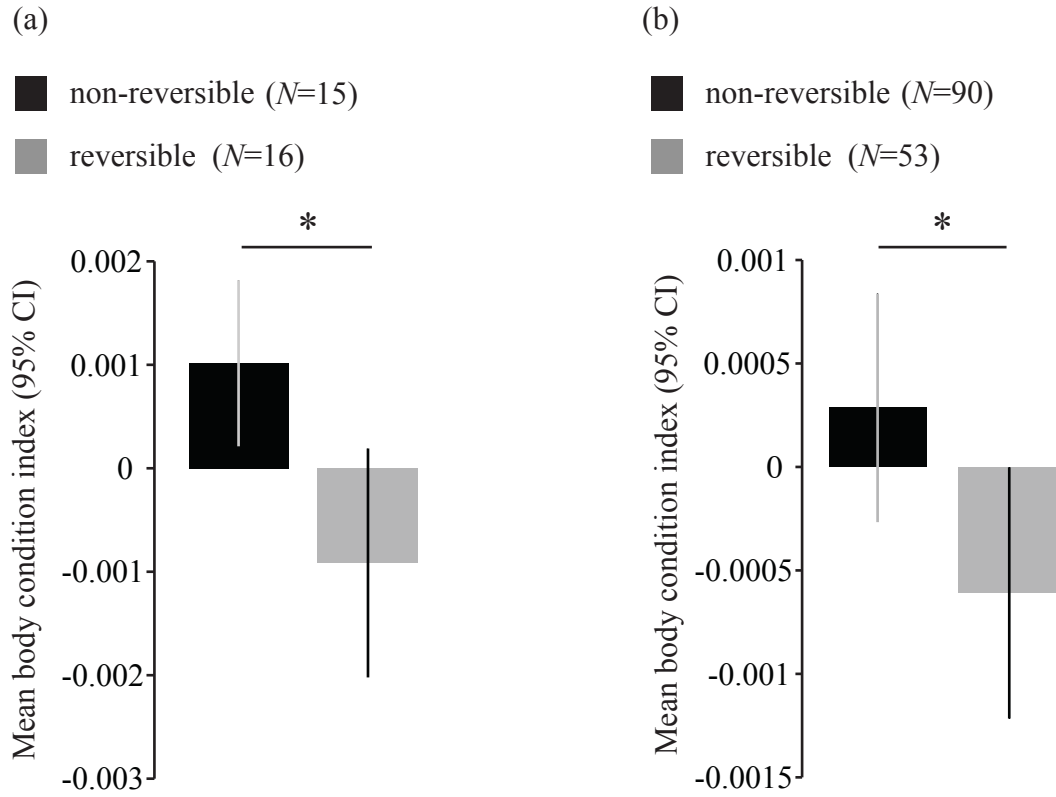 (a)
non-reversible (N=15)
reversible (N=16)
*
Mean body condition index (95% CI)
0.002
0.001
0
-0.001
-0.002
-0.003
(b)
non-reversible (N=90)
reversible (N=53)
*
Mean body condition index (95% CI)
0.001
0.0005
0
-0.0005
-0.001
-0.0015